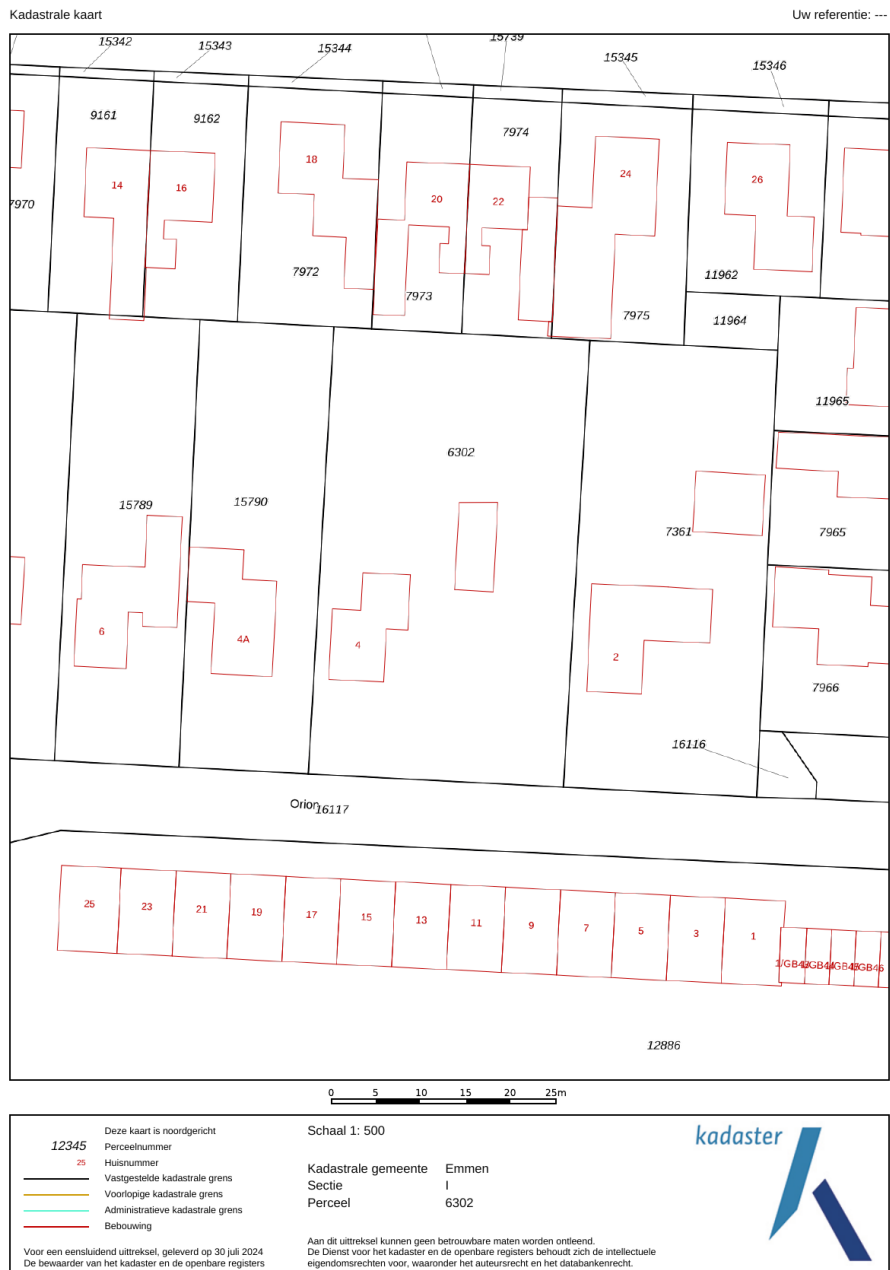 Kadastrale kaart
Uw referentie: ---
15342
15343
15344
15739
15345
15346
9161
9162
7974
14
16
18
20
22
24
26
7970
7972
7973
7975
11962
11964
11965
6302
15789
15790
7361
7965
6
4A
4
2
7966
16116
Orion
16117
25
23
21
19
17
15
13
11
9
7
5
3
1
12886
0 5 10 15 20 25m
12345
25
Deze kaart is noordgericht
Perceelnummer
Huisnummer
Vastgestelde kadastrale grens
Voorlopige kadastrale grens
Administratieve kadastrale grens
Bebouwing
Voor een eensluidend uittreksel, geleverd op 30 juli 2024
De bewaarder van het kadaster en de openbare registers
Schaal 1: 500
Kadastrale gemeente Emmen
Sectie I
Perceel 6302
Aan dit uittreksel kunnen geen betrouwbare maten worden ontleend.
De Dienst voor het kadaster en de openbare registers behoudt zich de intellectuele
eigendomsrechten voor, waaronder het auteursrecht en het databankenrecht.
kadaster